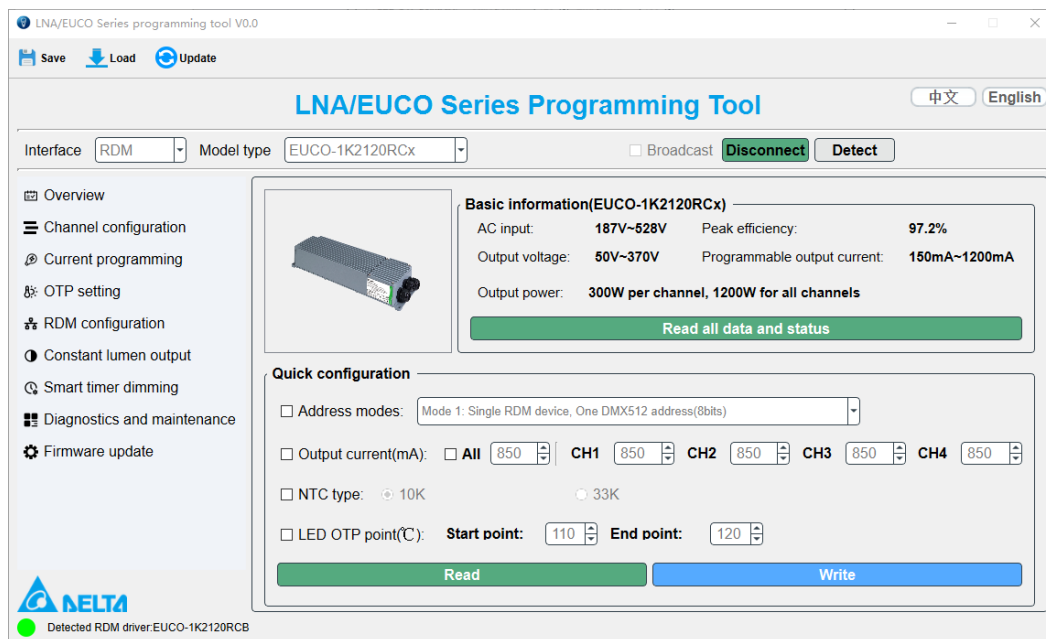 LNA/EUCO Series programming tool V0.0
Save Load Update
LNA/EUCO Series Programming Tool
中文 English
Interface RDM Model type EUCO-1K2120RCx Broadcast Disconnect Detect
Overview
Channel configuration
Current programming
OTP setting
RDM configuration
Constant lumen output
Smart timer dimming
Diagnostics and maintenance
Firmware update
Basic information(EUCO-1K2120RCx)
AC input: 187V~528V Peak efficiency: 97.2%
Output voltage: 50V~370V Programmable output current: 150mA~1200mA
Output power: 300W per channel, 1200W for all channels
Read all data and status
Quick configuration
Address modes: Mode 1: Single RDM device, One DMX512 address(8bits)
Output current(mA): All 850 CH1 850 CH2 850 CH3 850 CH4 850
NTC type: 10K 33K
LED OTP point(℃): Start point: 110 End point: 120
Read Write
DELTA
Detected RDM driver:EUCO-1K2120RCB